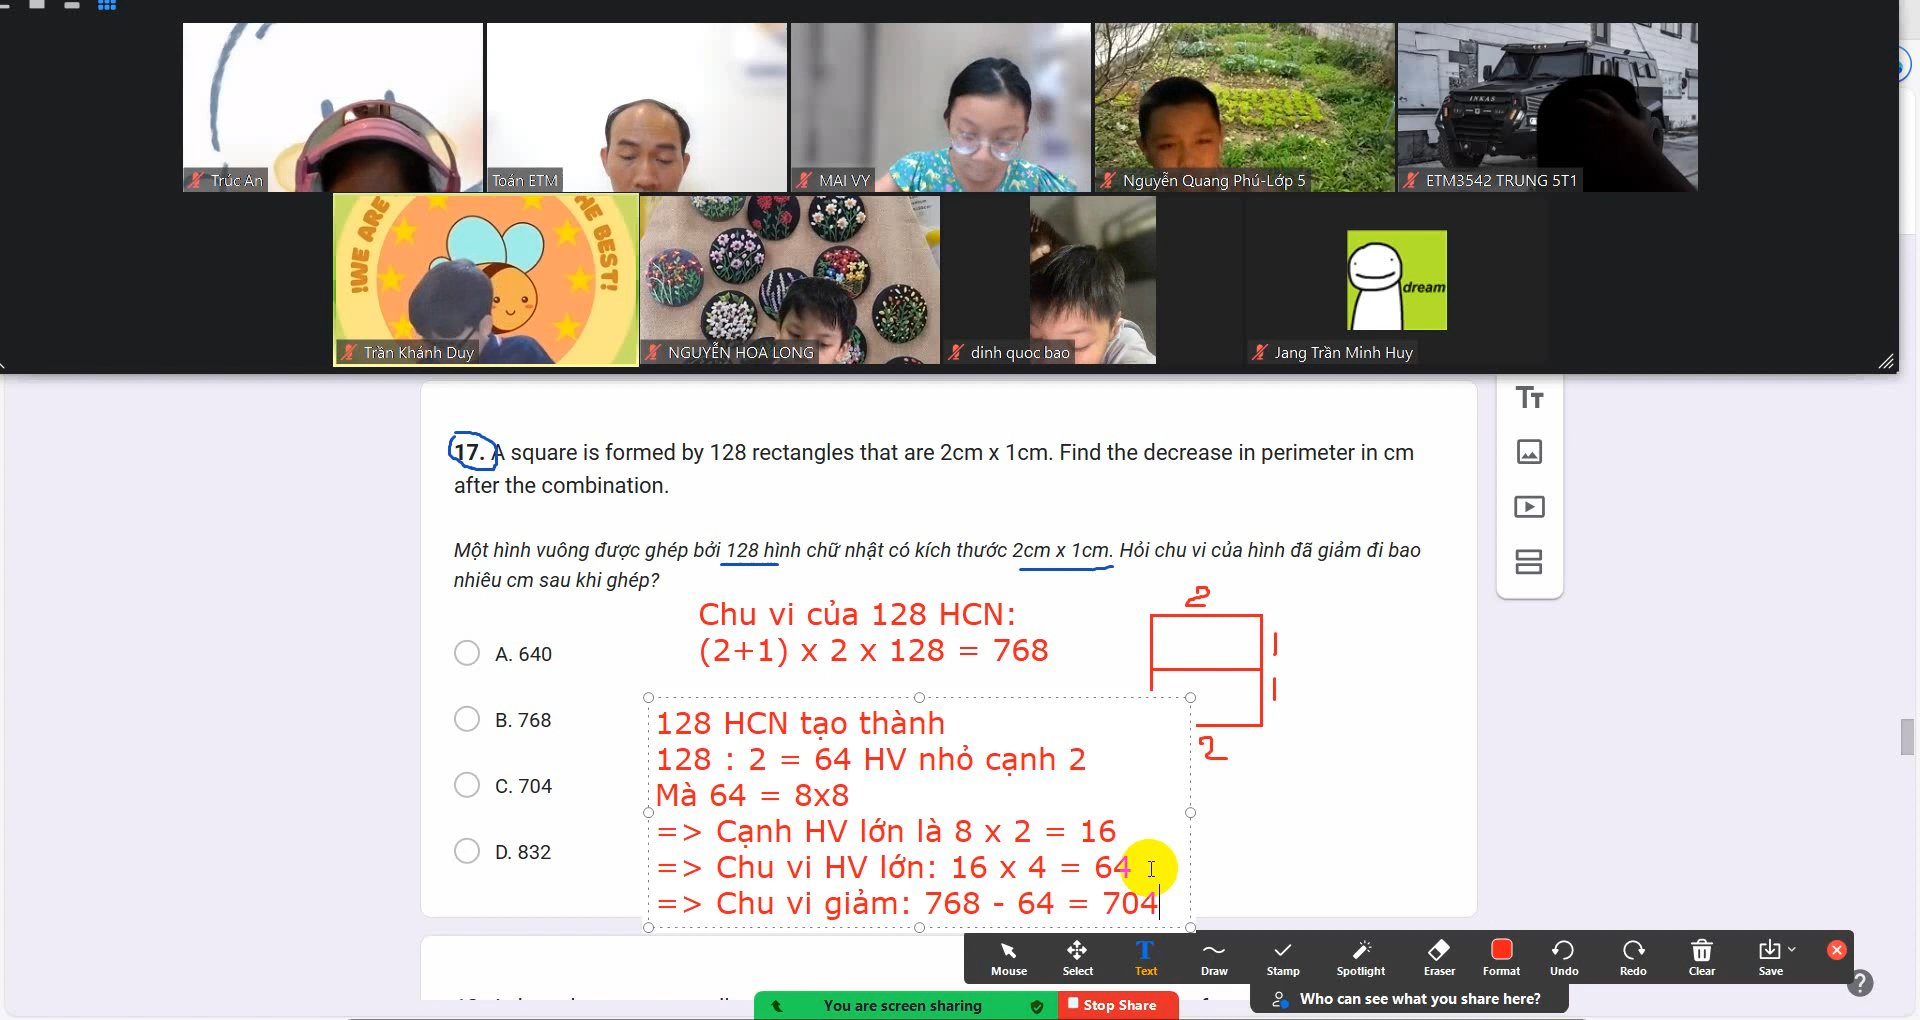 INKAS
Trúc An
Toán ETM
MAI VY
Nguyễn Quang Phú-Lớp 5
ETM3542 TRUNG 5T1
!WE ARE
HE BEST!
dream
Trần Khánh Duy
NGUYỄN HOA LONG
dinh quoc bao
Jang Trần Minh Huy
17. A square is formed by 128 rectangles that are 2cm x 1cm. Find the decrease in perimeter in cm
after the combination.
Một hình vuông được ghép bởi 128 hình chữ nhật có kích thước 2cm x 1cm. Hỏi chu vi của hình đã giảm đi bao
nhiêu cm sau khi ghép?
Chu vi của 128 HCN:
(2+1) x 2 x 128 = 768
2
1
1
2
A. 640
B. 768
C. 704
D. 832
128 HCN tạo thành
128 : 2 = 64 HV nhỏ cạnh 2
Mà 64 = 8x8
=> Cạnh HV lớn là 8 x 2 = 16
=> Chu vi HV lớn: 16 x 4 = 64
=> Chu vi giảm: 768 - 64 = 704
Tт
Mouse
Select
T
Text
Draw
Stamp
Spotlight
Eraser
Format
Undo
Redo
Clear
Save
You are screen sharing
Stop Share
Who can see what you share here?
?